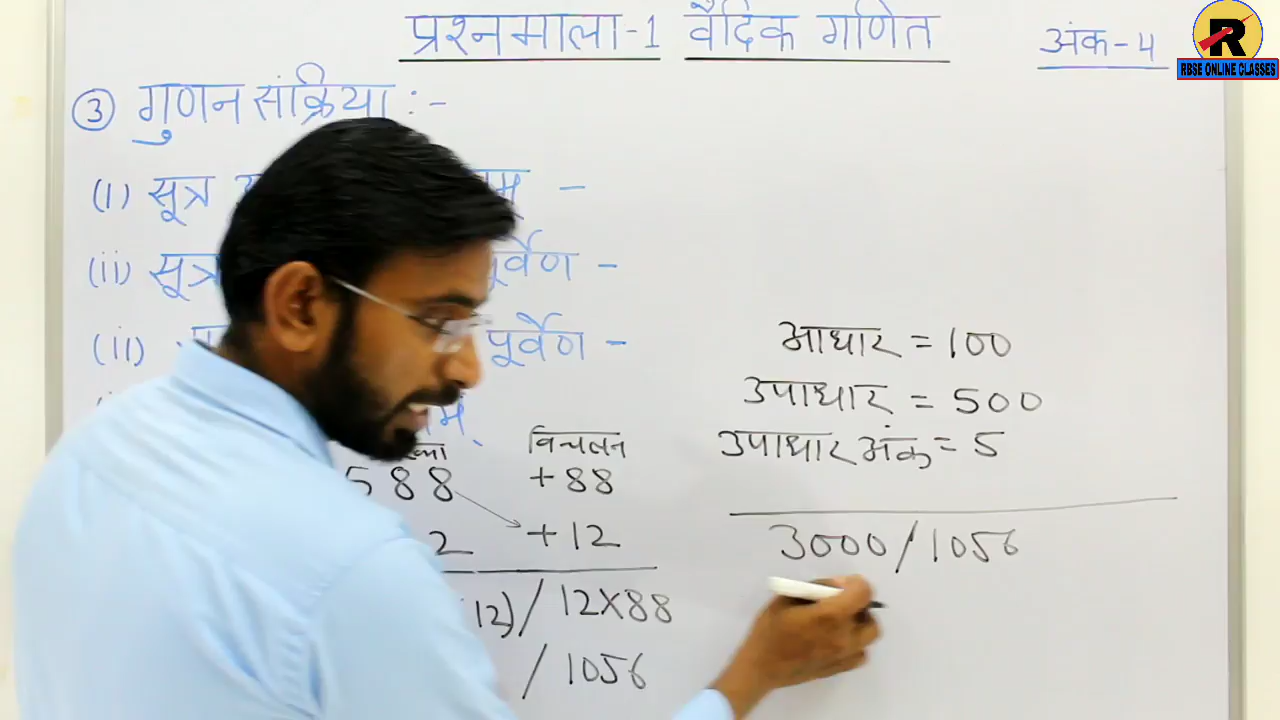 प्रश्नमाला-1 वैदिक गणित
अंक-4
R
RBSE ONLINE CLASSES
③ गुणन संक्रिया :-
(i) सूत्र -
(ii) सूत्र पूर्वेण -
(ii) पूर्वेण -
विचलन
588 +88
2 +12
12) / 12X88
/ 1056
आधार = 100
उपाधार = 500
उपाधार अंक = 5
3000/1056